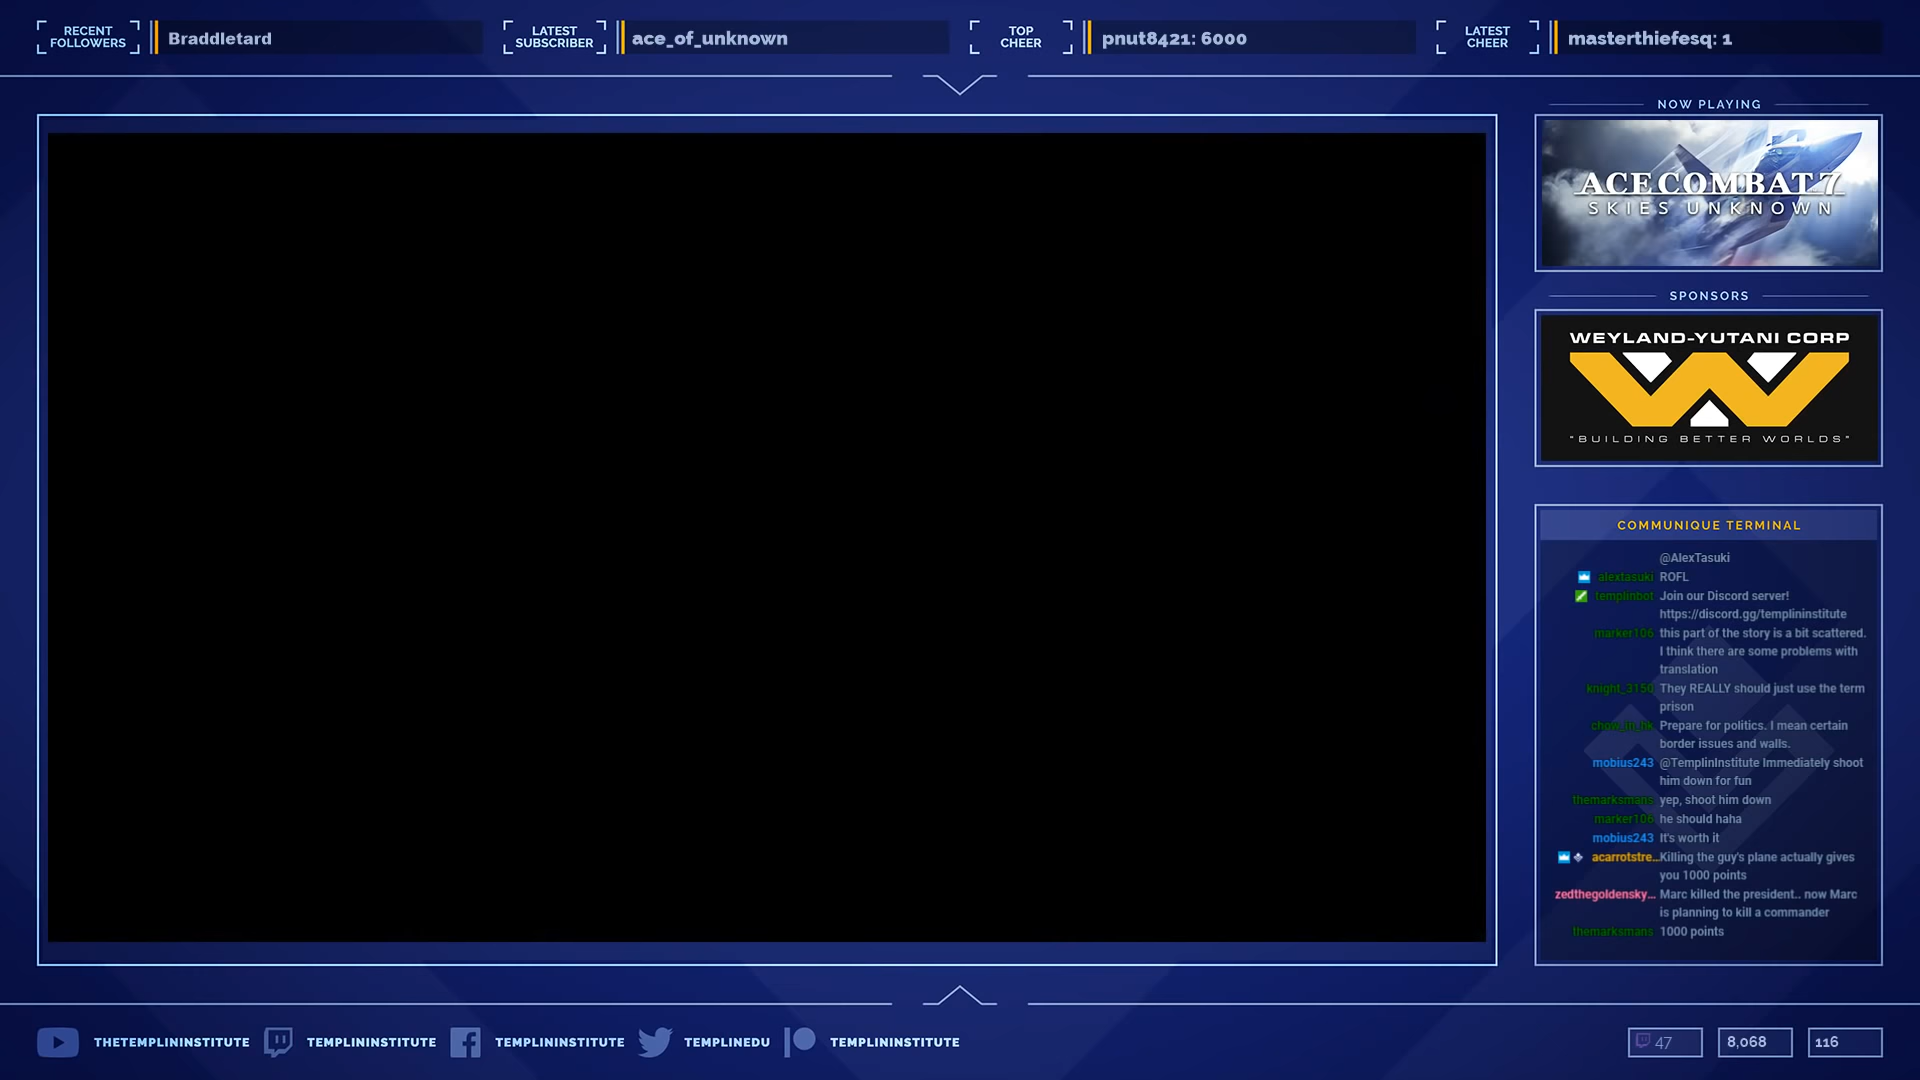 RECENT
FOLLOWERS
Braddletard
LATEST
SUBSCRIBER
ace_of_unknown
TOP
CHEER
pnut8421: 6000
LATEST
CHEER
masterthiefesq: 1
NOW PLAYING
ACE COMBAT 7
SKIES UNKNOWN
SPONSORS
WEYLAND-YUTANI CORP
"BUILDING BETTER WORLDS"
COMMUNIQUE TERMINAL
@AlexTasuki
alextasuki ROFL
templinbot Join our Discord server!
https://discord.gg/templininstitute
marker106 this part of the story is a bit scattered.
I think there are some problems with
translation
knight_3150 They REALLY should just use the term
prison
chow_in_hk Prepare for politics. I mean certain
border issues and walls.
mobius243 @TemplinInstitute Immediately shoot
him down for fun
themarksmans yep, shoot him down
marker106 he should haha
mobius243 It's worth it
acarrotstre... Killing the guy's plane actually gives
you 1000 points
zedthegoldensky... Marc killed the president.. now Marc
is planning to kill a commander
themarksmans 1000 points
THETEMPLININSTITUTE
TEMPLININSTITUTE
TEMPLININSTITUTE
TEMPLINEDU
TEMPLININSTITUTE
47
8,068
116